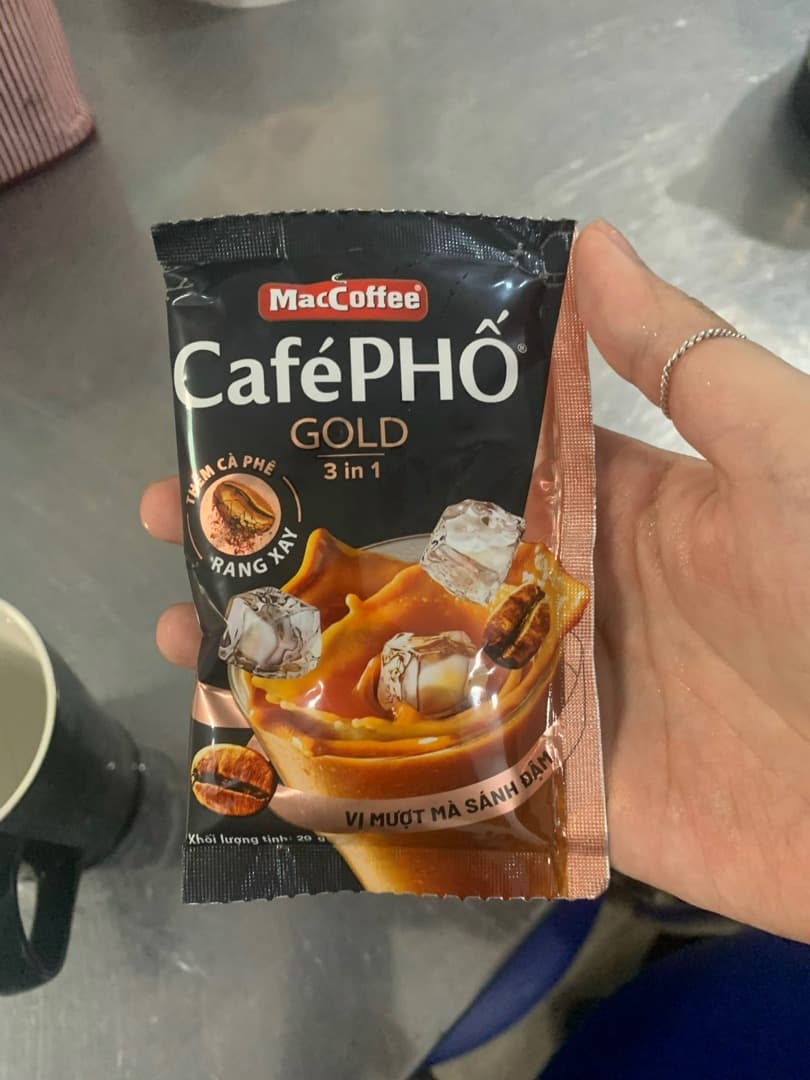 MacCoffee®
CaféPHỐ®
GOLD
3 in 1
THÊM CÀ PHÊ
RANG XAY
VỊ MƯỢT MÀ SÁNH ĐẬM
Khối lượng tịnh: 20 g